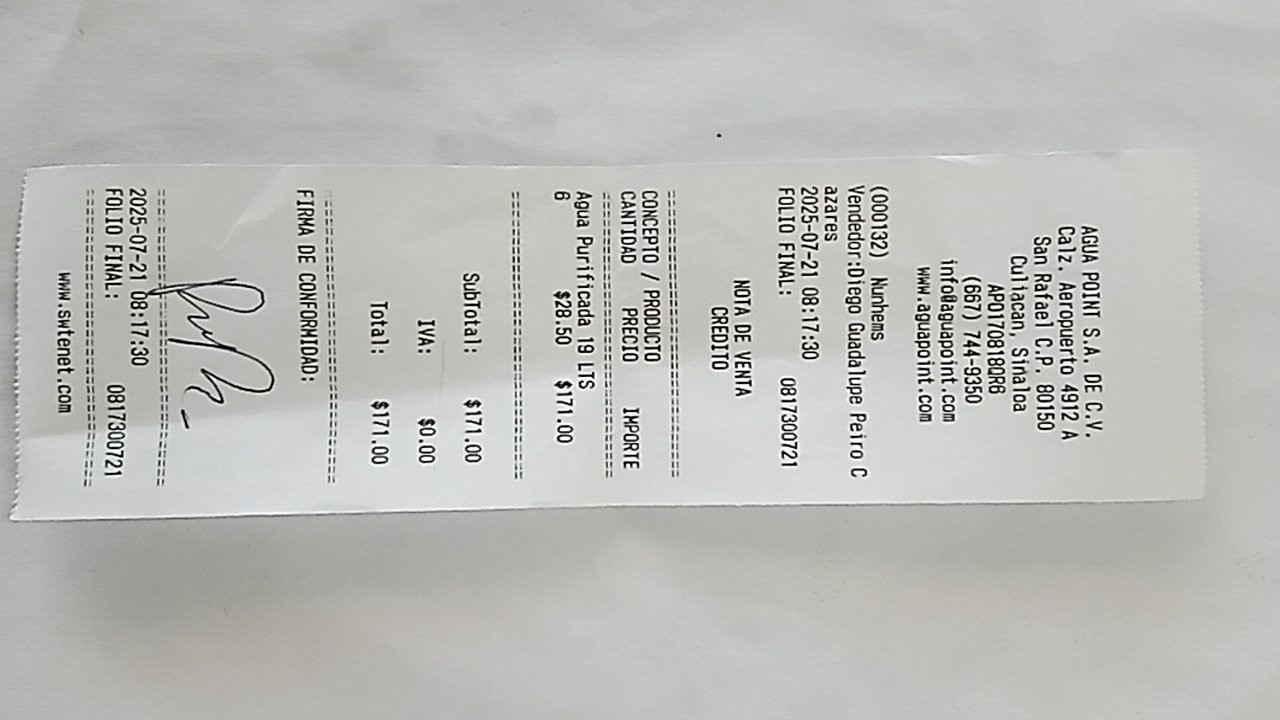 AGUA POINT S.A. DE C.V.
Calz. Aeropuerto 4912 A
San Rafael C.P. 80150
Culiacan, Sinaloa
APO170818QR6
(667) 744-9350
info@aguapoint.com
www.aguapoint.com
(000132) Nunhems
Vendedor:Diego Guadalupe Peiro C
azares
2025-07-21 08:17:30
FOLIO FINAL: 0817300721
NOTA DE VENTA
CREDITO
================================
CONCEPTO / PRODUCTO
CANTIDAD PRECIO IMPORTE
================================
Agua Purificada 19 LTS
6 $28.50 $171.00
================================
SubTotal: $171.00
IVA: $0.00
Total: $171.00
================================
FIRMA DE CONFORMIDAD:
================================
2025-07-21 08:17:30
FOLIO FINAL: 0817300721
================================
www.swtenet.com